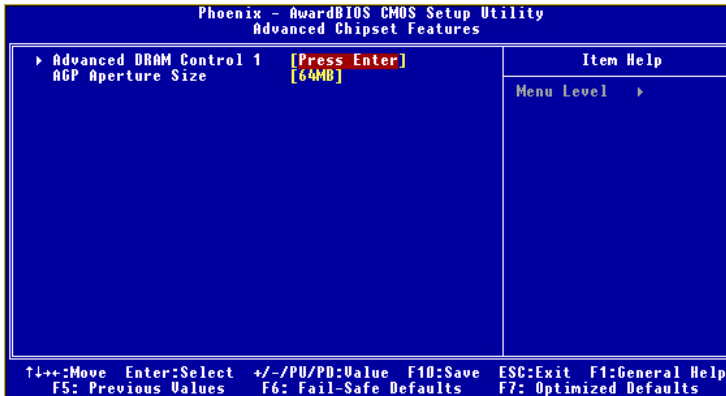 Phoenix - AwardBIOS CMOS Setup Utility
Advanced Chipset Features
▸ Advanced DRAM Control 1 [Press Enter]
AGP Aperture Size [64MB]
Item Help
Menu Level ▸
↑↓→←:Move Enter:Select +/-/PU/PD:Value F10:Save ESC:Exit F1:General Help
F5: Previous Values F6: Fail-Safe Defaults F7: Optimized Defaults